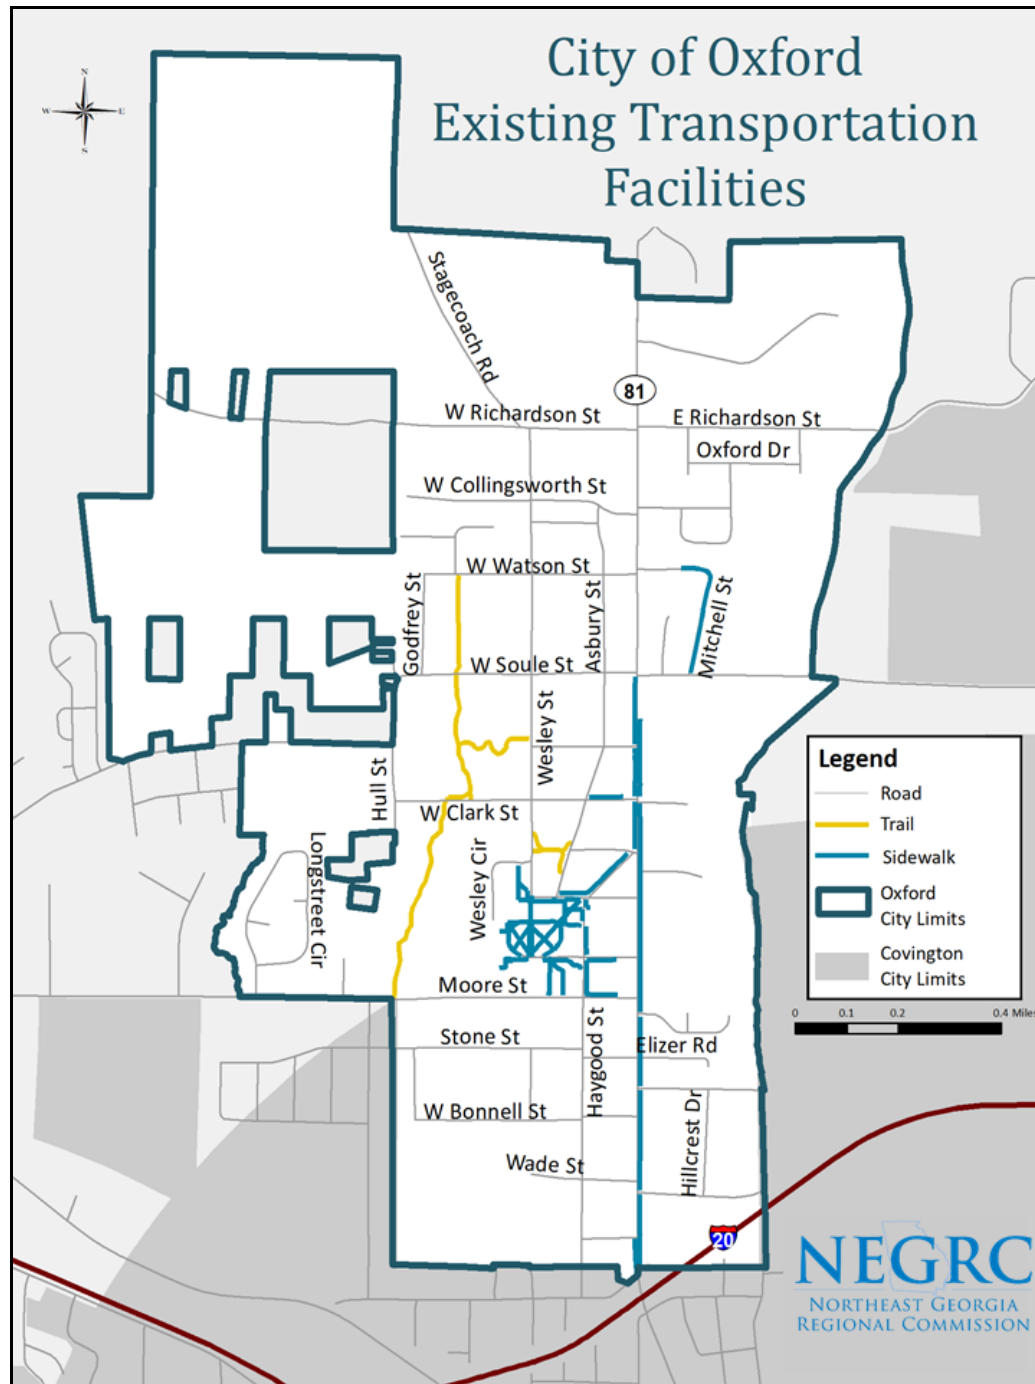 City of Oxford
Existing Transportation
Facilities
N
W
E
S
Stagecoach Rd
81
W Richardson St
E Richardson St
Oxford Dr
W Collingsworth St
W Watson St
Godfrey St
Asbury St
Mitchell St
W Soule St
Wesley St
Hull St
W Clark St
Longstreet Cir
Wesley Cir
Moore St
Stone St
Haygood St
Elizer Rd
W Bonnell St
Hillcrest Dr
Wade St
20
Legend
Road
Trail
Sidewalk
Oxford
City Limits
Covington
City Limits
0 0.1 0.2 0.4 Miles
NEGRC
NORTHEAST GEORGIA
REGIONAL COMMISSION